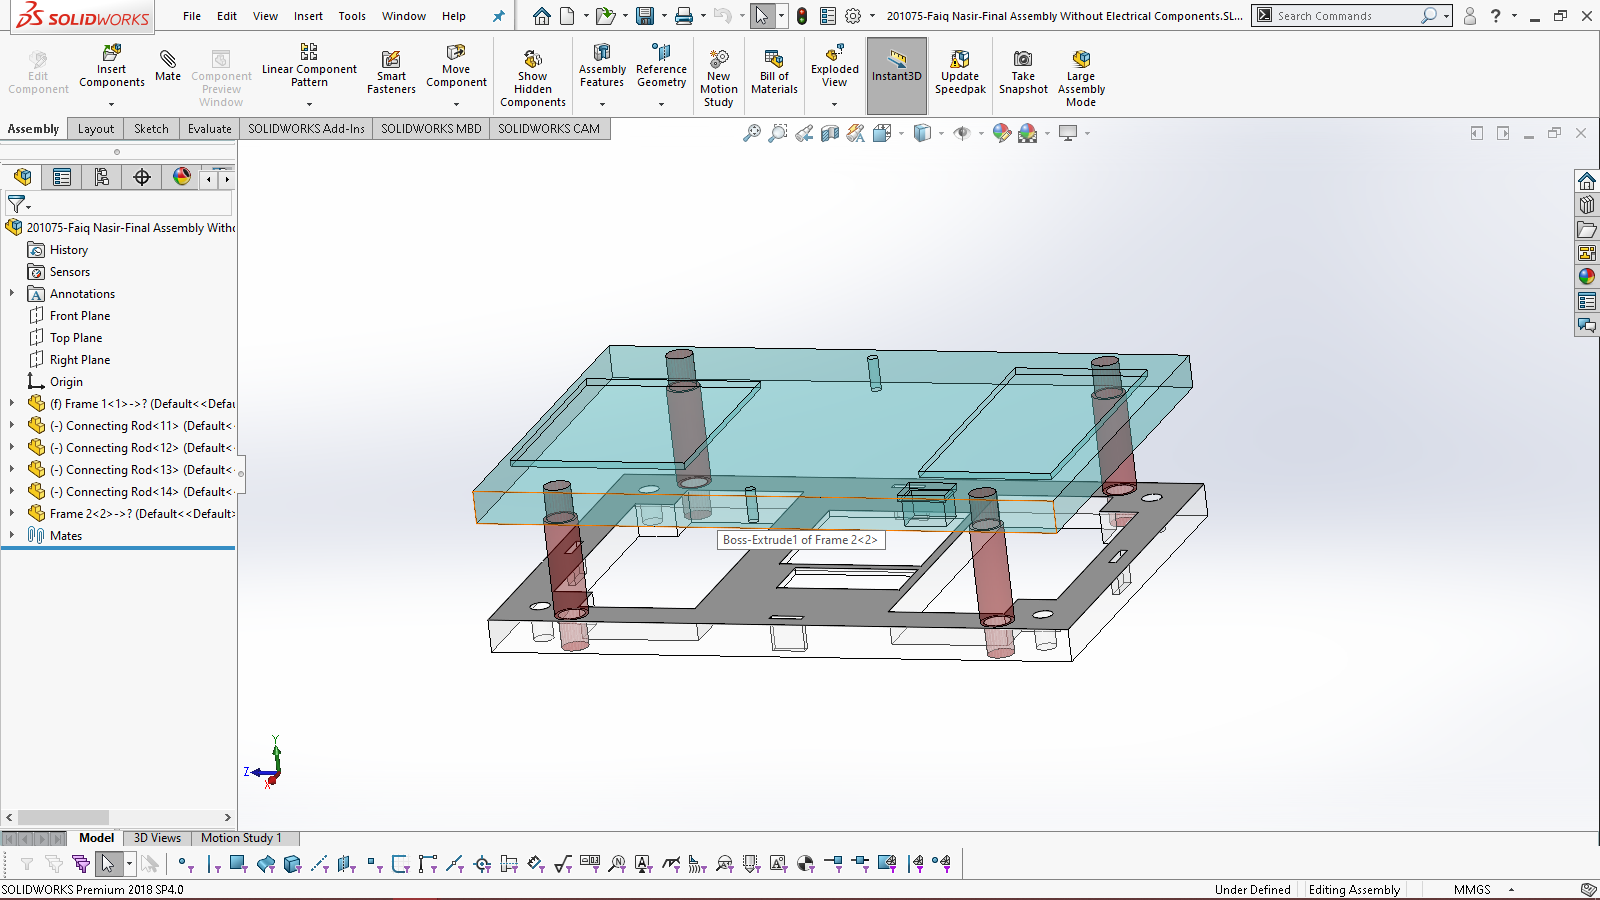 SOLIDWORKS
File Edit View Insert Tools Window Help
201075-Faiq Nasir-Final Assembly Without Electrical Components.SL...
Search Commands
?
Edit Component
Insert Components
Mate
Component Preview Window
Linear Component Pattern
Smart Fasteners
Move Component
Show Hidden Components
Assembly Features
Reference Geometry
New Motion Study
Bill of Materials
Exploded View
Instant3D
Update Speedpak
Take Snapshot
Large Assembly Mode
Assembly Layout Sketch Evaluate SOLIDWORKS Add-Ins SOLIDWORKS MBD SOLIDWORKS CAM
201075-Faiq Nasir-Final Assembly Witho
History
Sensors
Annotations
Front Plane
Top Plane
Right Plane
Origin
(f) Frame 1<1>->? (Default<<Defau
(-) Connecting Rod<11> (Default<
(-) Connecting Rod<12> (Default<
(-) Connecting Rod<13> (Default<
(-) Connecting Rod<14> (Default<
Frame 2<2>->? (Default<<Default>
Mates
Boss-Extrude1 of Frame 2<2>
Y
Z
X
Model 3D Views Motion Study 1
SOLIDWORKS Premium 2018 SP4.0
Under Defined Editing Assembly MMGS